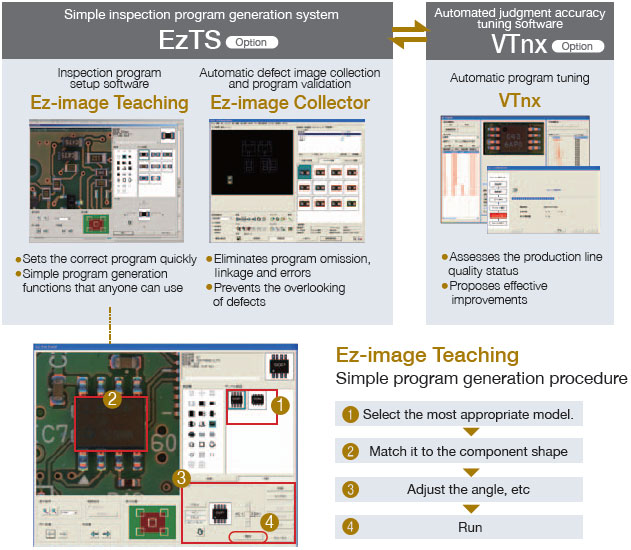 Simple inspection program generation system
EzTS Option
Automated judgment accuracy
tuning software
VTnx Option
Inspection program
setup software
Ez-image Teaching
Automatic defect image collection
and program validation
Ez-image Collector
Automatic program tuning
VTnx
Sets the correct program quickly
Simple program generation
functions that anyone can use
Eliminates program omission,
linkage and errors
Prevents the overlooking
of defects
Assesses the production line
quality status
Proposes effective
improvements
C7
60
1
2
3
4
Ez-image Teaching
Simple program generation procedure
1 Select the most appropriate model.
2 Match it to the component shape
3 Adjust the angle, etc
4 Run